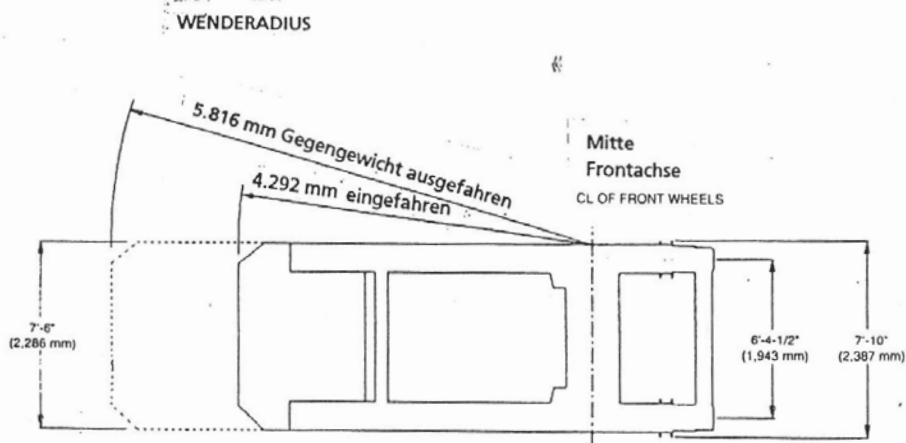 WENDERADIUS
5.816 mm Gegengewicht ausgefahren
4.292 mm eingefahren
Mitte
Frontachse
CL OF FRONT WHEELS
7'-6"
(2,286 mm)
6'-4-1/2"
(1,943 mm)
7'-10"
(2,387 mm)